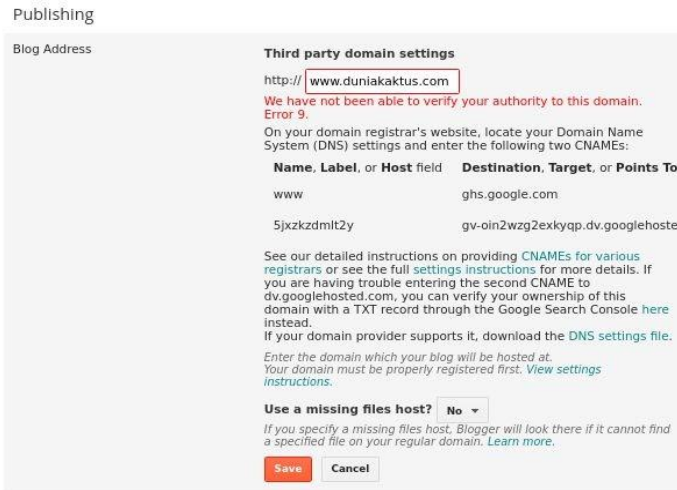 Publishing
Blog Address
Third party domain settings
http:// www.duniakaktus.com
We have not been able to verify your authority to this domain.
Error 9.
On your domain registrar's website, locate your Domain Name
System (DNS) settings and enter the following two CNAMEs:
Name, Label, or Host field Destination, Target, or Points To
www ghs.google.com
5jxzkzdmlt2y gv-oin2wzg2exkyqp.dv.googlehoste
See our detailed instructions on providing CNAMEs for various
registrars or see the full settings instructions for more details. If
you are having trouble entering the second CNAME to
dv.googlehosted.com, you can verify your ownership of this
domain with a TXT record through the Google Search Console here
instead.
If your domain provider supports it, download the DNS settings file.
Enter the domain which your blog will be hosted at.
Your domain must be properly registered first. View settings
instructions.
Use a missing files host? No
If you specify a missing files host, Blogger will look there if it cannot find
a specified file on your regular domain. Learn more.
Save Cancel